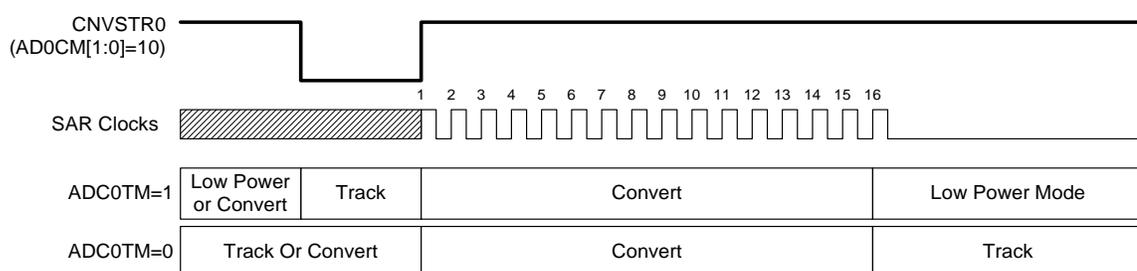 CNVSTR0
(AD0CM[1:0]=10)
1 2 3 4 5 6 7 8 9 10 11 12 13 14 15 16
SAR Clocks
ADC0TM=1
Low Power
or Convert
Track
Convert
Low Power Mode
ADC0TM=0
Track Or Convert
Convert
Track